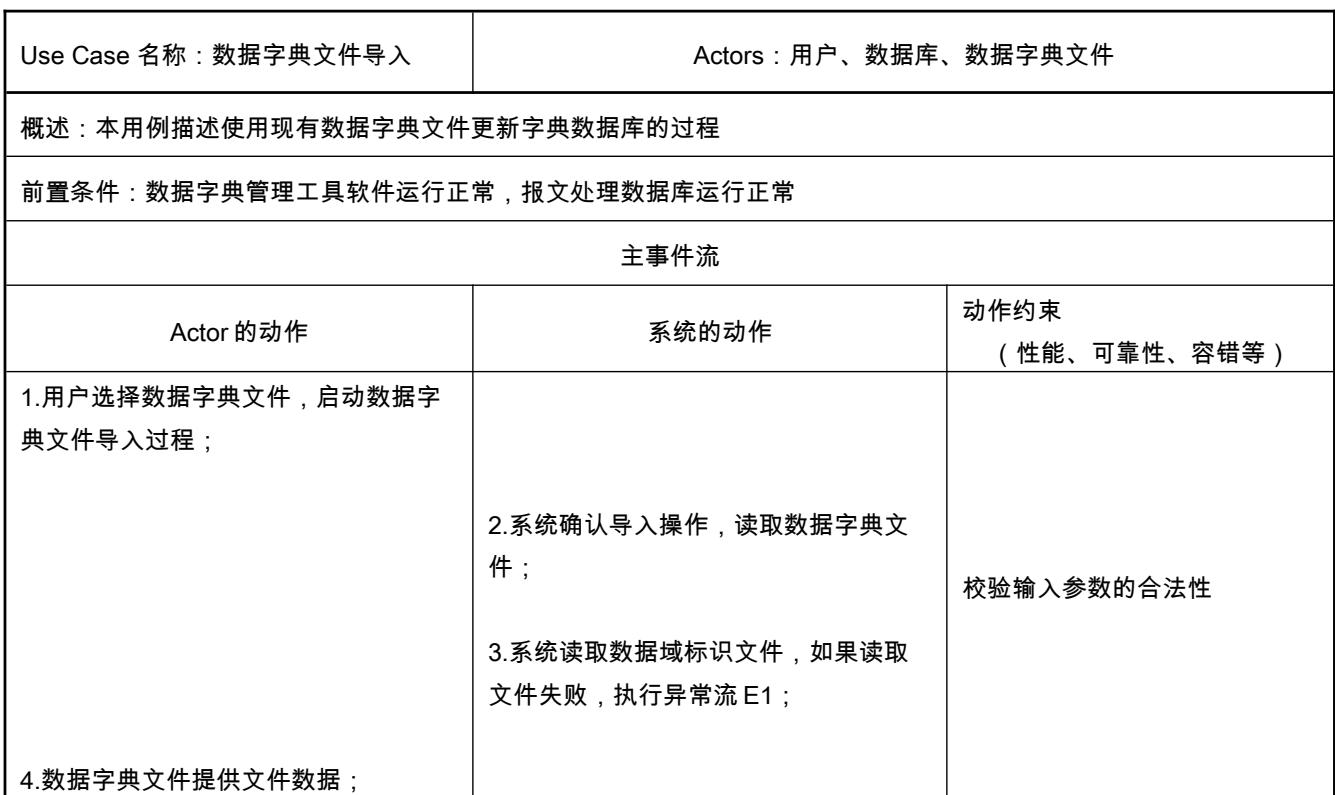 Use Case 名称：数据字典文件导入
Actors：用户、数据库、数据字典文件
概述：本用例描述使用现有数据字典文件更新字典数据库的过程
前置条件：数据字典管理工具软件运行正常，报文处理数据库运行正常
主事件流
Actor 的动作
系统的动作
动作约束
（性能、可靠性、容错等）
1.用户选择数据字典文件，启动数据字
典文件导入过程；
2.系统确认导入操作，读取数据字典文
件；
校验输入参数的合法性
3.系统读取数据域标识文件，如果读取
文件失败，执行异常流 E1；
4.数据字典文件提供文件数据；